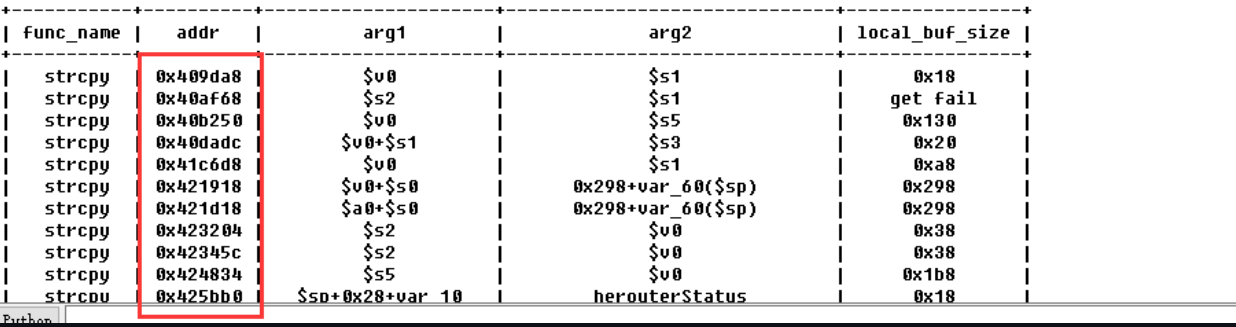 | func_name | addr | arg1 | arg2 | local_buf_size |
| strcpy | 0x409da8 | $v0 | $s1 | 0x18 |
| strcpy | 0x40af68 | $s2 | $s1 | get fail |
| strcpy | 0x40b250 | $v0 | $s5 | 0x130 |
| strcpy | 0x40dadc | $v0+$s1 | $s3 | 0x20 |
| strcpy | 0x41c6d8 | $v0 | $s1 | 0xa8 |
| strcpy | 0x421918 | $v0+$s0 | 0x298+var_60($sp) | 0x298 |
| strcpy | 0x421d18 | $a0+$s0 | 0x298+var_60($sp) | 0x298 |
| strcpy | 0x423204 | $s2 | $v0 | 0x38 |
| strcpy | 0x42345c | $s2 | $v0 | 0x38 |
| strcpy | 0x424834 | $s5 | $v0 | 0x1b8 |
| strcpy | 0x425bb0 | $sp+0x28+var_10 | herouterStatus | 0x18 |
Python